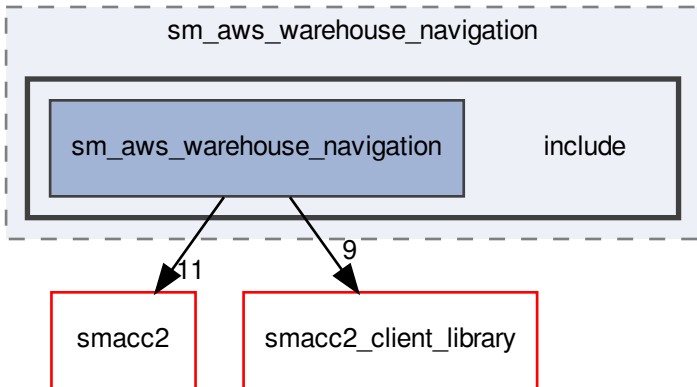 sm_aws_warehouse_navigation
sm_aws_warehouse_navigation
include
11
9
smacc2
smacc2_client_library